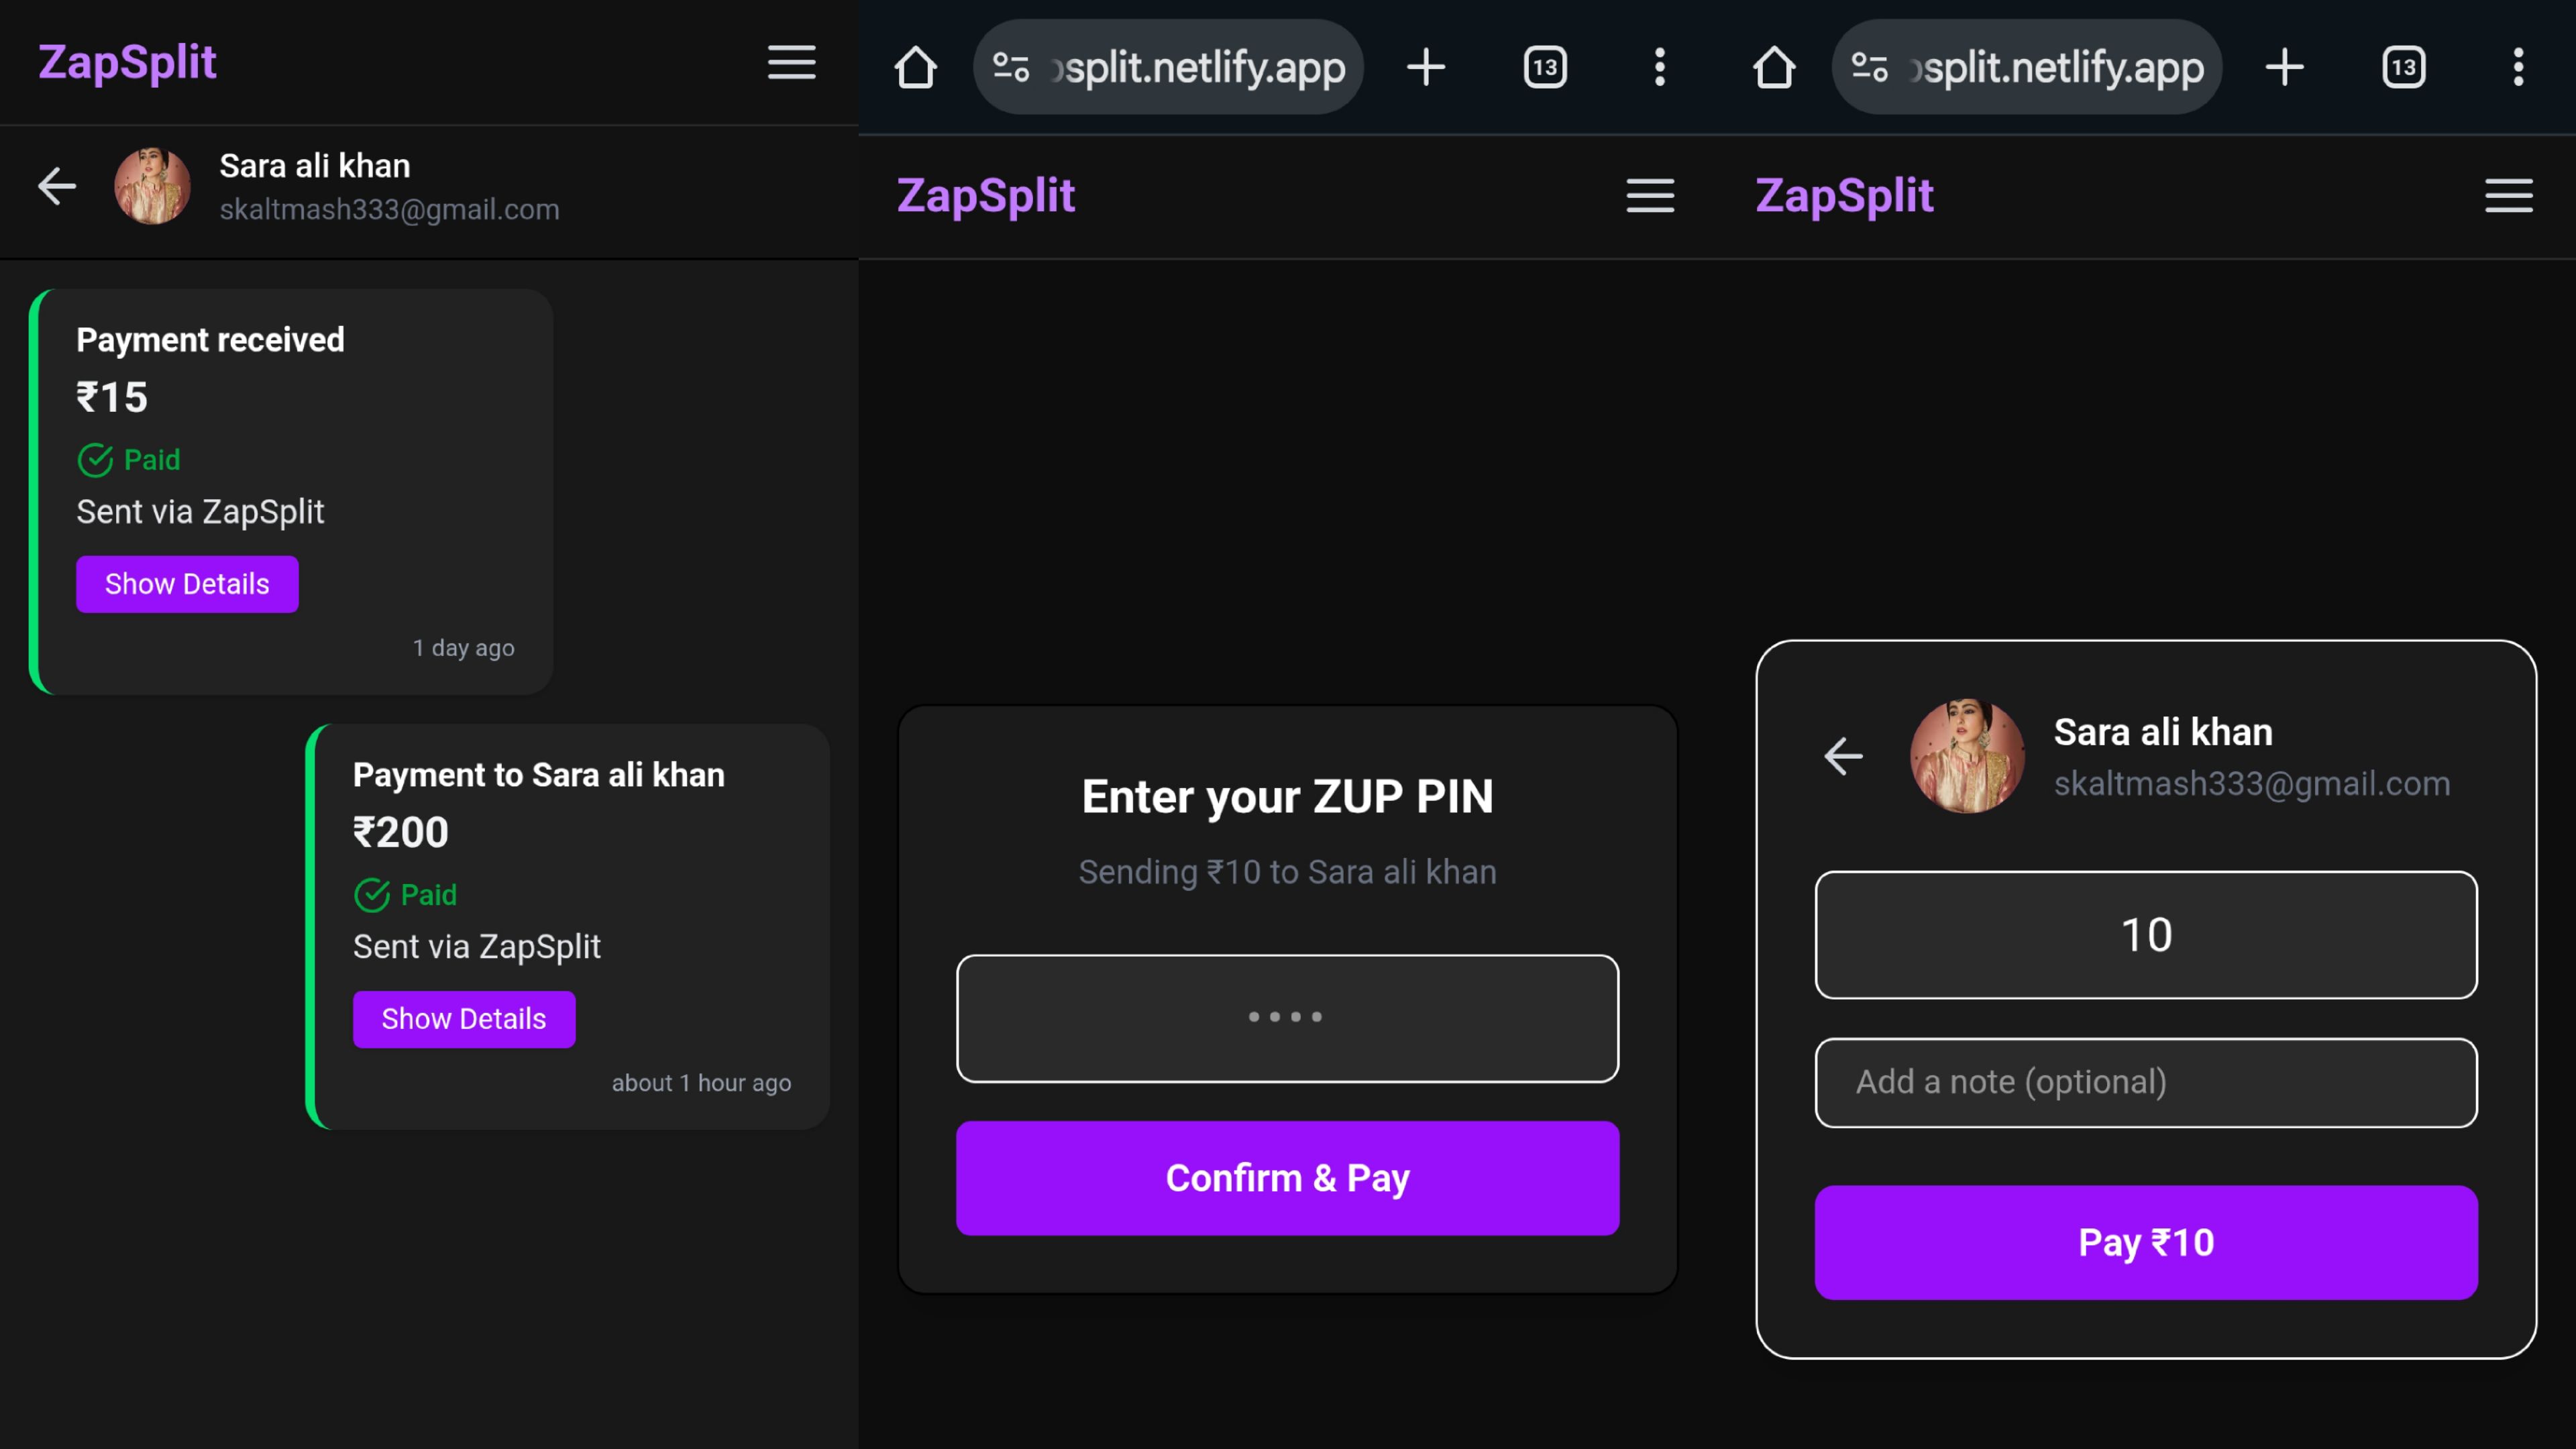 ZapSplit
Sara ali khan
skaltmash333@gmail.com
Payment received
₹15
Paid
Sent via ZapSplit
Show Details
1 day ago
Payment to Sara ali khan
₹200
Paid
Sent via ZapSplit
Show Details
about 1 hour ago
split.netlify.app
13
ZapSplit
Enter your ZUP PIN
Sending ₹10 to Sara ali khan
Confirm & Pay
split.netlify.app
13
ZapSplit
Sara ali khan
skaltmash333@gmail.com
10
Add a note (optional)
Pay ₹10